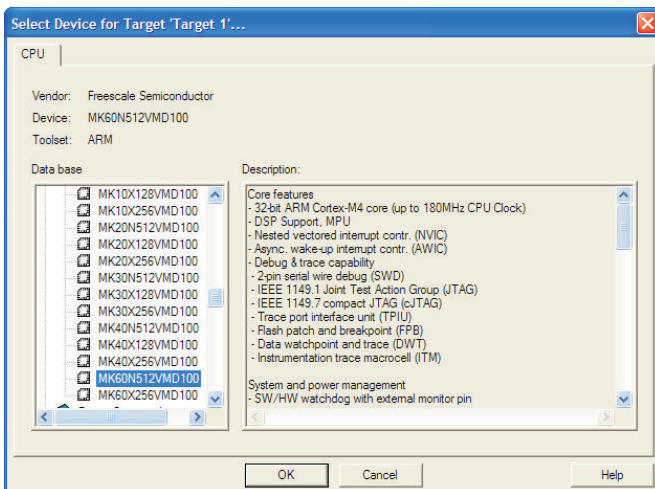 Select Device for Target 'Target 1'...
CPU
Vendor: Freescale Semiconductor
Device: MK60N512VMD100
Toolset: ARM
Data base
MK10X128VMD100
MK10X256VMD100
MK20N512VMD100
MK20X128VMD100
MK20X256VMD100
MK30N512VMD100
MK30X128VMD100
MK30X256VMD100
MK40N512VMD100
MK40X128VMD100
MK40X256VMD100
MK60N512VMD100
MK60X256VMD100
Description:
Core features
- 32-bit ARM Cortex-M4 core (up to 180MHz CPU Clock)
- DSP Support, MPU
- Nested vectored interrupt contr. (NVIC)
- Async. wake-up interrupt contr. (AWIC)
- Debug & trace capability
- 2-pin serial wire debug (SWD)
- IEEE 1149.1 Joint Test Action Group (JTAG)
- IEEE 1149.7 compact JTAG (cJTAG)
- Trace port interface unit (TPIU)
- Flash patch and breakpoint (FPB)
- Data watchpoint and trace (DWT)
- Instrumentation trace macrocell (ITM)
System and power management
- SW/HW watchdog with external monitor pin
OK
Cancel
Help